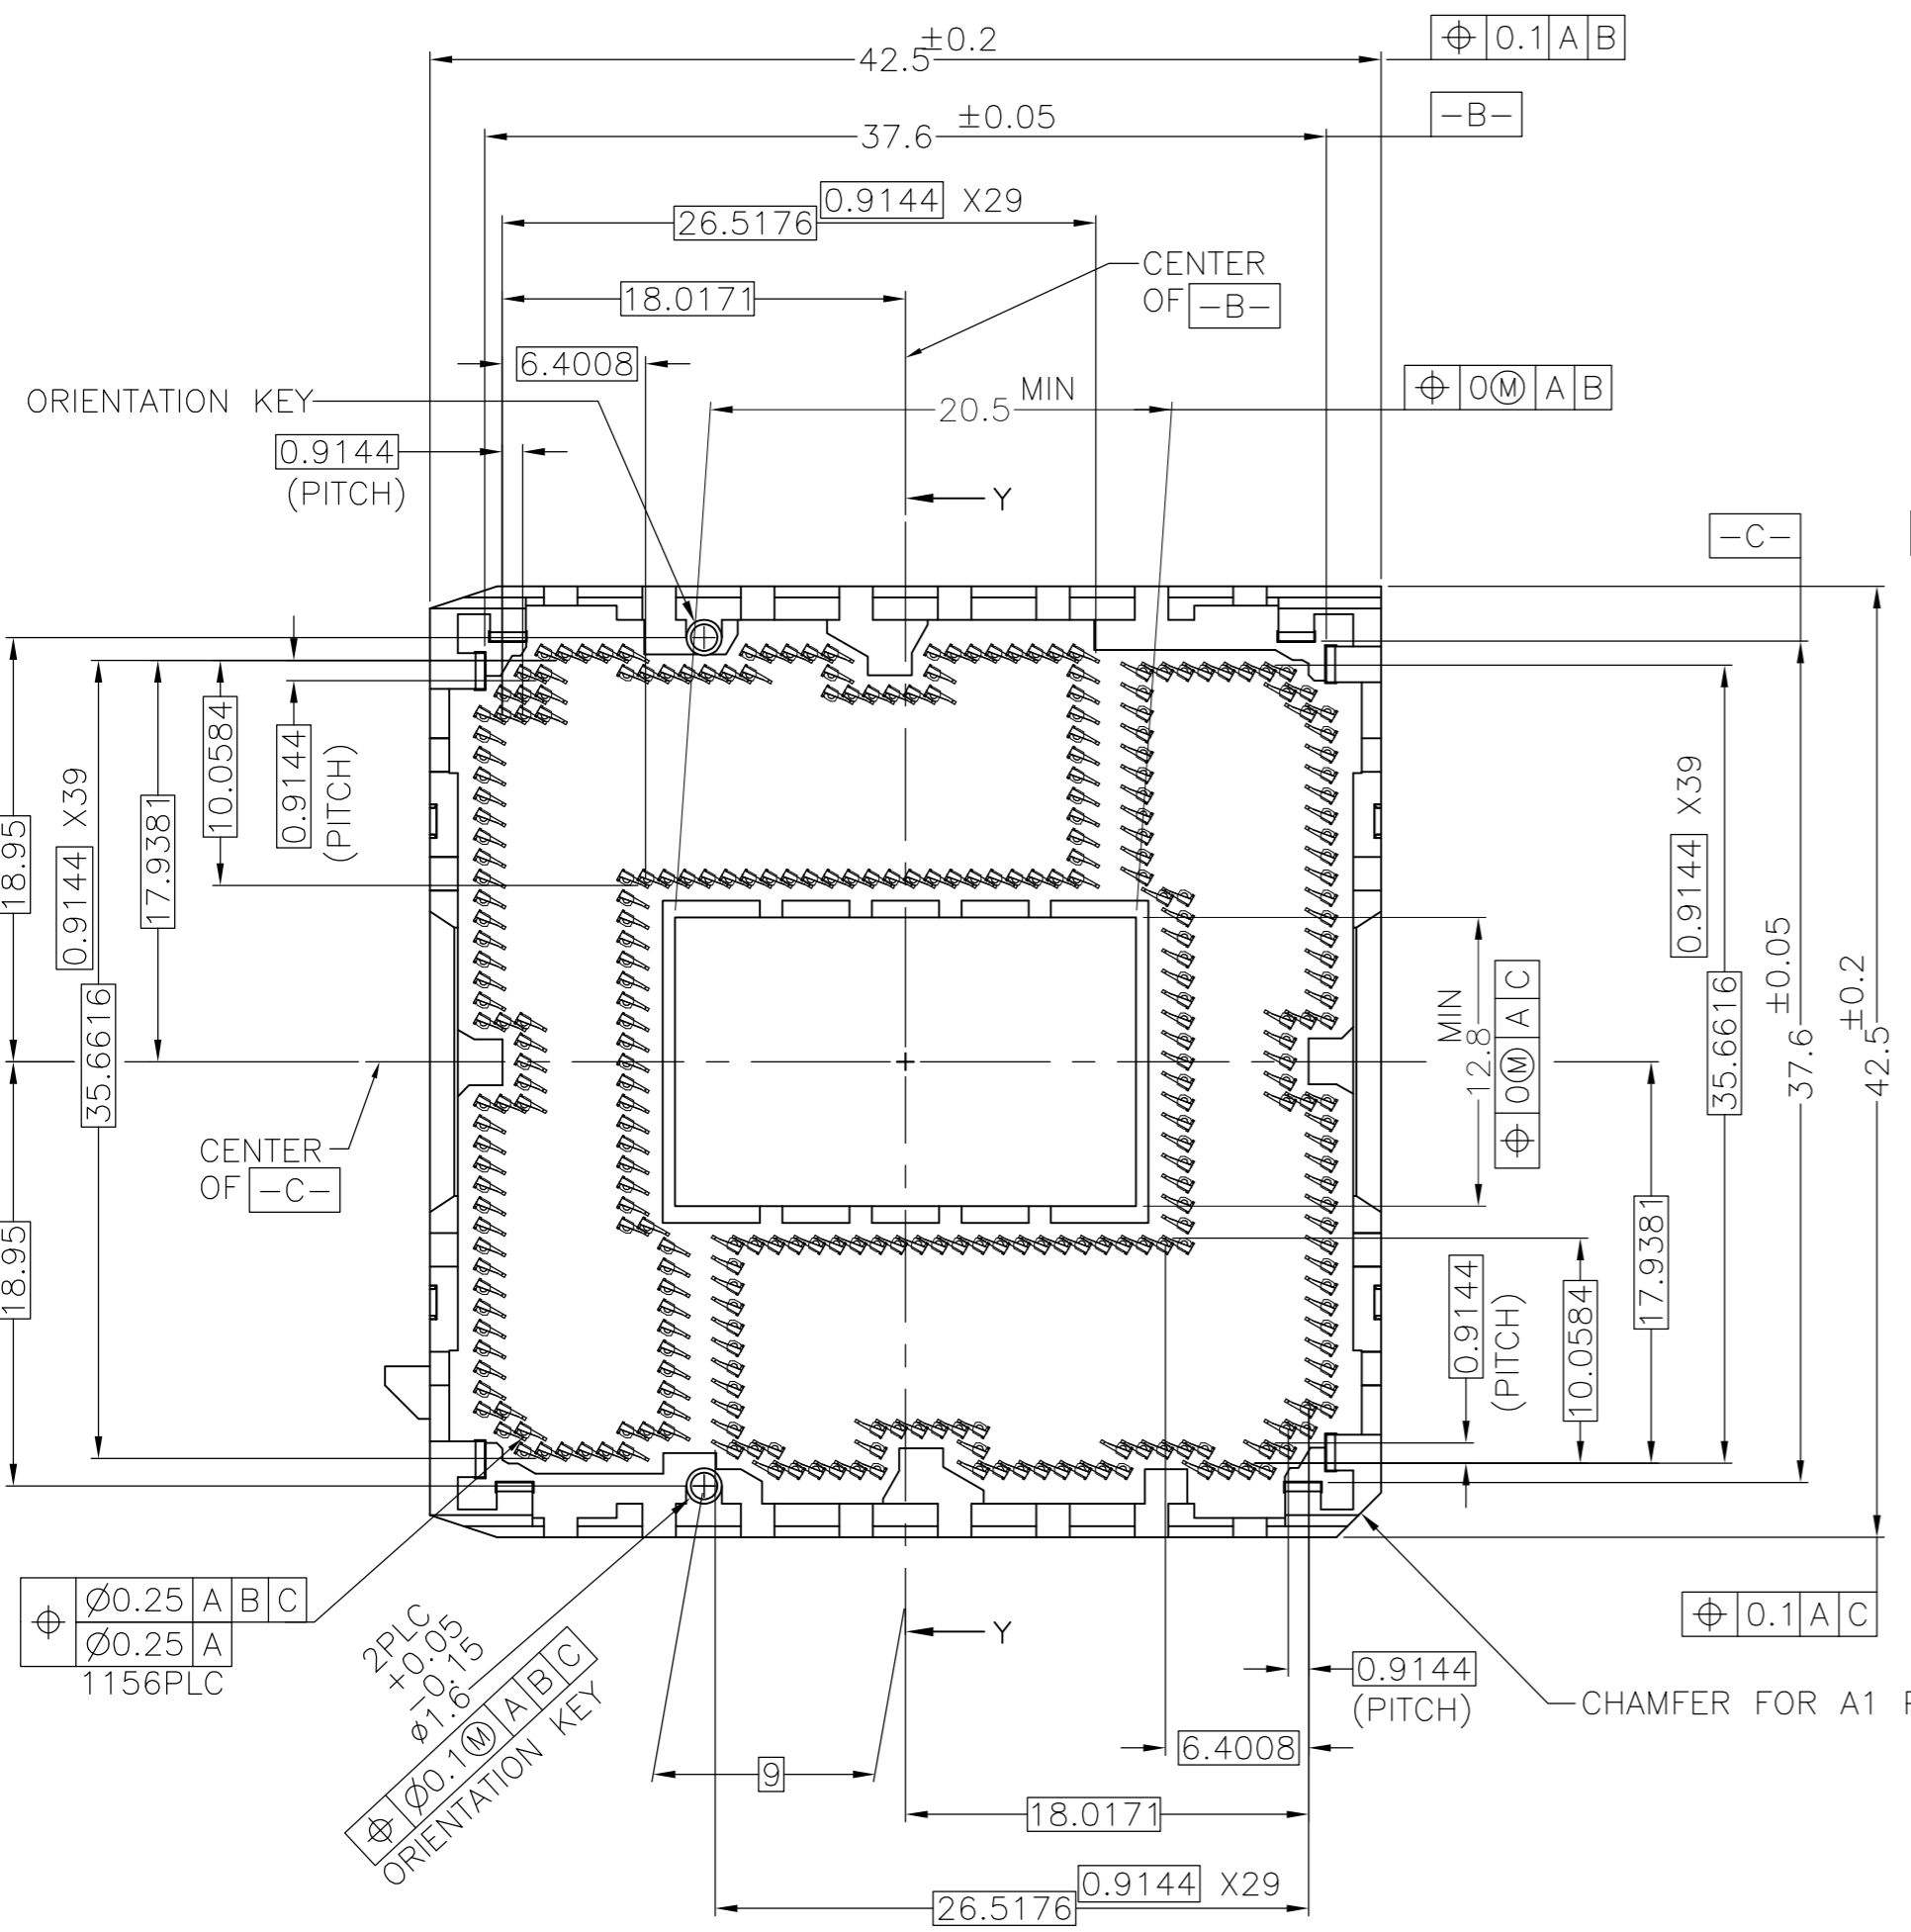 42.5 ±0.2
⌖ 0.1 A B
37.6 ±0.05
-B-
26.5176 0.9144 X29
18.0171
CENTER
OF -B-
6.4008
20.5 MIN
⌖ 0Ⓜ A B
ORIENTATION KEY
0.9144
(PITCH)
Y
-C-
18.95
0.9144 X39
35.6616
17.9381
10.0584
0.9144
(PITCH)
CENTER
OF -C-
18.95
12.8 MIN
⌖ 0Ⓜ A C
0.9144 X39
35.6616
37.6 ±0.05
42.5 ±0.2
0.9144
(PITCH)
10.0584
17.9381
⌖ Ø0.25 A B C
Ø0.25 A
1156PLC
2PLC
+0.05
-0.15
ø1.6
⌖ Ø0.1Ⓜ A B C
ORIENTATION KEY
Y
⌖ 0.1 A C
0.9144
(PITCH)
CHAMFER FOR A1
6.4008
9
18.0171
26.5176 0.9144 X29